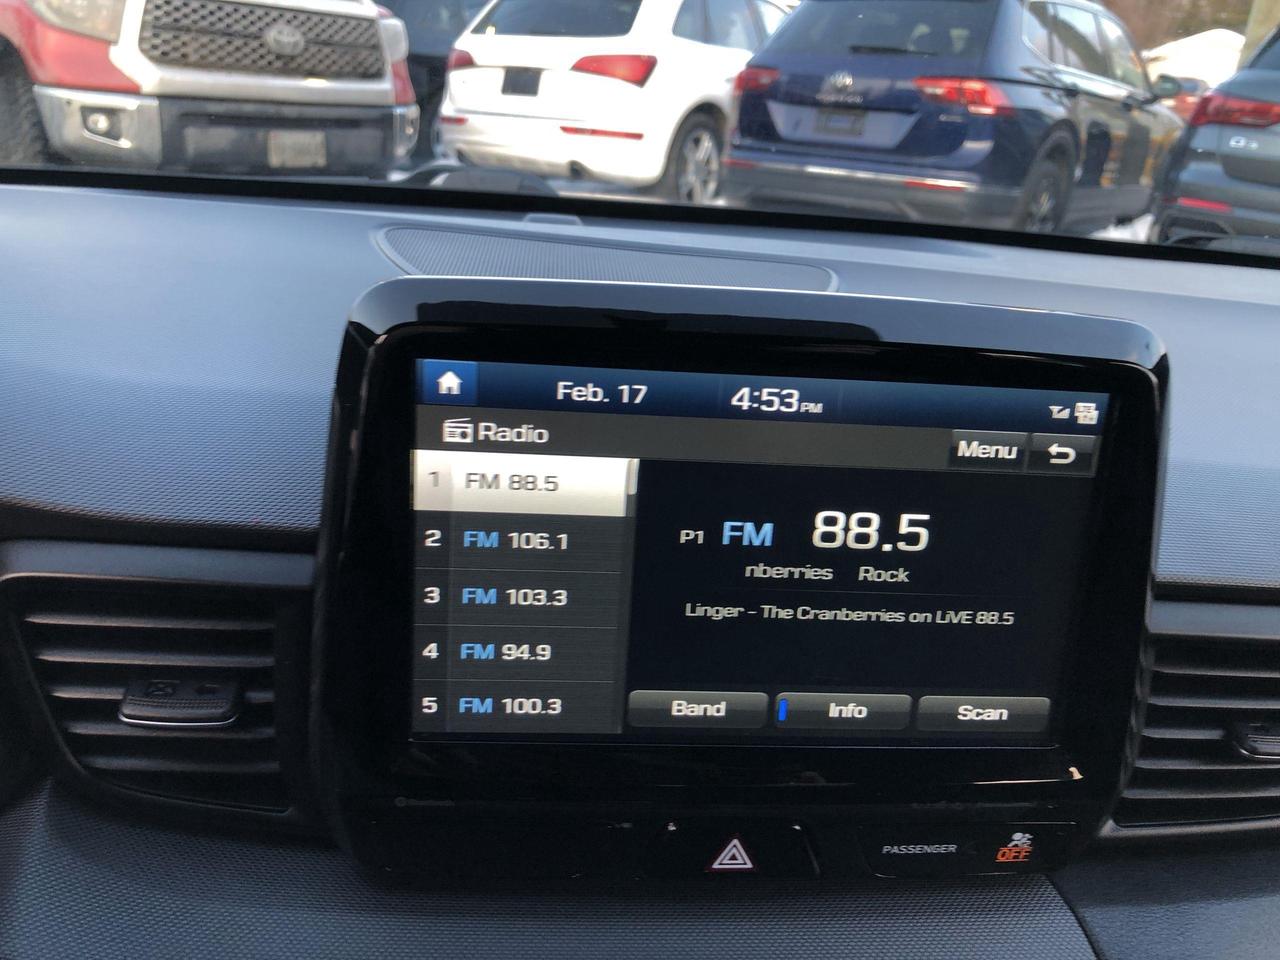 Feb. 17 4:53 PM
Radio
Menu
1 FM 88.5
2 FM 106.1
3 FM 103.3
4 FM 94.9
5 FM 100.3
P1 FM 88.5
nberries Rock
Linger - The Cranberries on LiVE 88.5
Band
Info
Scan
PASSENGER
OFF